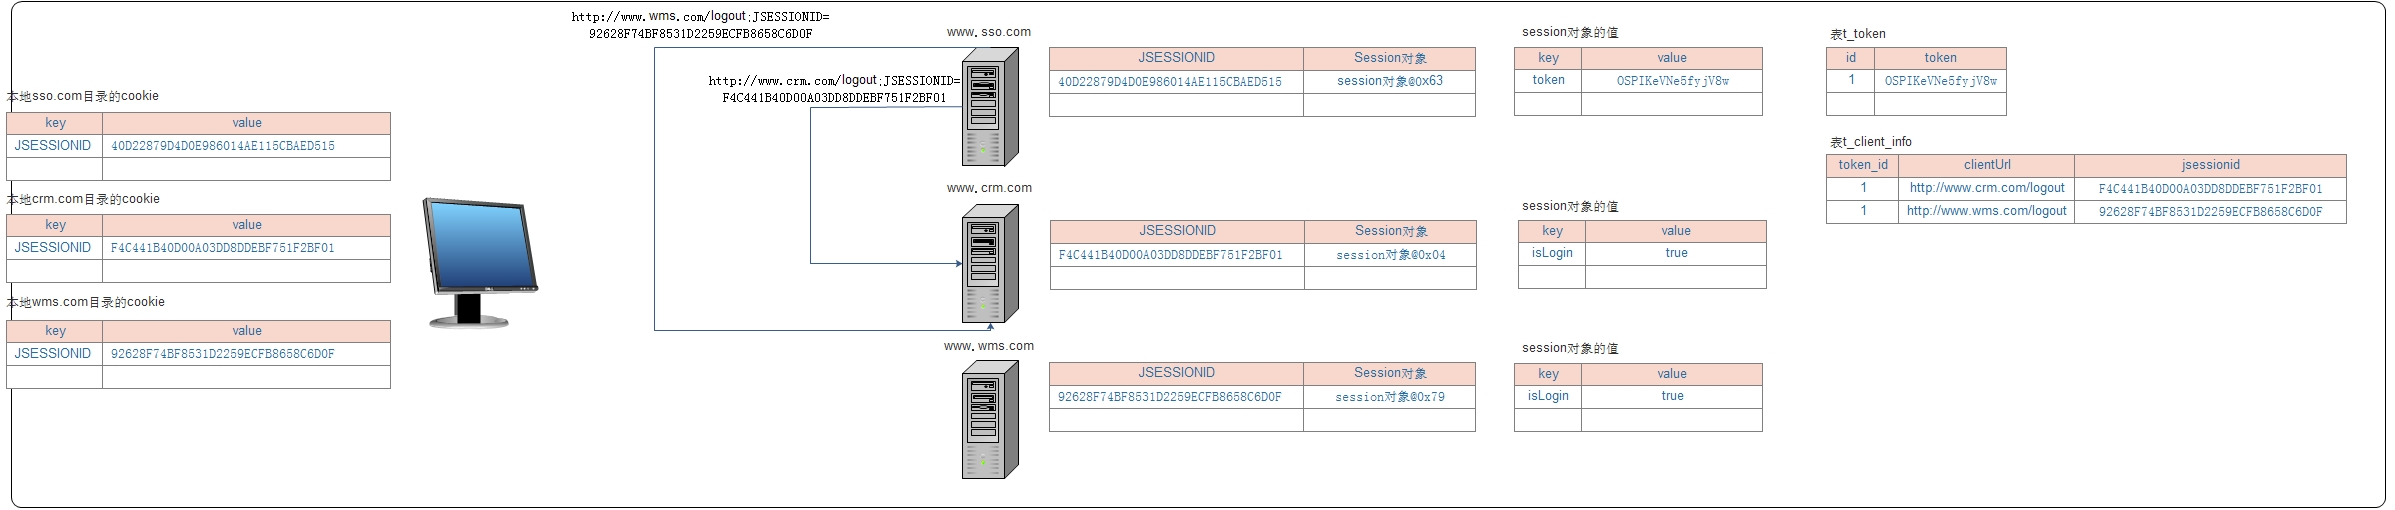 http://www.wms.com/logout;JSESSIONID=
92628F74BF8531D2259ECFB8658C6D0F
http://www.crm.com/logout;JSESSIONID=
F4C441B40D00A03DD8DDEBF751F2BF01
本地sso.com目录的cookie
key value
JSESSIONID 40D22879D4D0E986014AE115CBAED515
本地crm.com目录的cookie
key value
JSESSIONID F4C441B40D00A03DD8DDEBF751F2BF01
本地wms.com目录的cookie
key value
JSESSIONID 92628F74BF8531D2259ECFB8658C6D0F
DELL
www.sso.com
JSESSIONID Session对象
40D22879D4D0E986014AE115CBAED515 session对象@0x63
session对象的值
key value
token OSPIKeVNe5fyjV8w
表t_token
id token
1 OSPIKeVNe5fyjV8w
表t_client_info
token_id clientUrl jsessionid
1 http://www.crm.com/logout F4C441B40D00A03DD8DDEBF751F2BF01
1 http://www.wms.com/logout 92628F74BF8531D2259ECFB8658C6D0F
www.crm.com
JSESSIONID Session对象
F4C441B40D00A03DD8DDEBF751F2BF01 session对象@0x04
session对象的值
key value
isLogin true
www.wms.com
JSESSIONID Session对象
92628F74BF8531D2259ECFB8658C6D0F session对象@0x79
session对象的值
key value
isLogin true